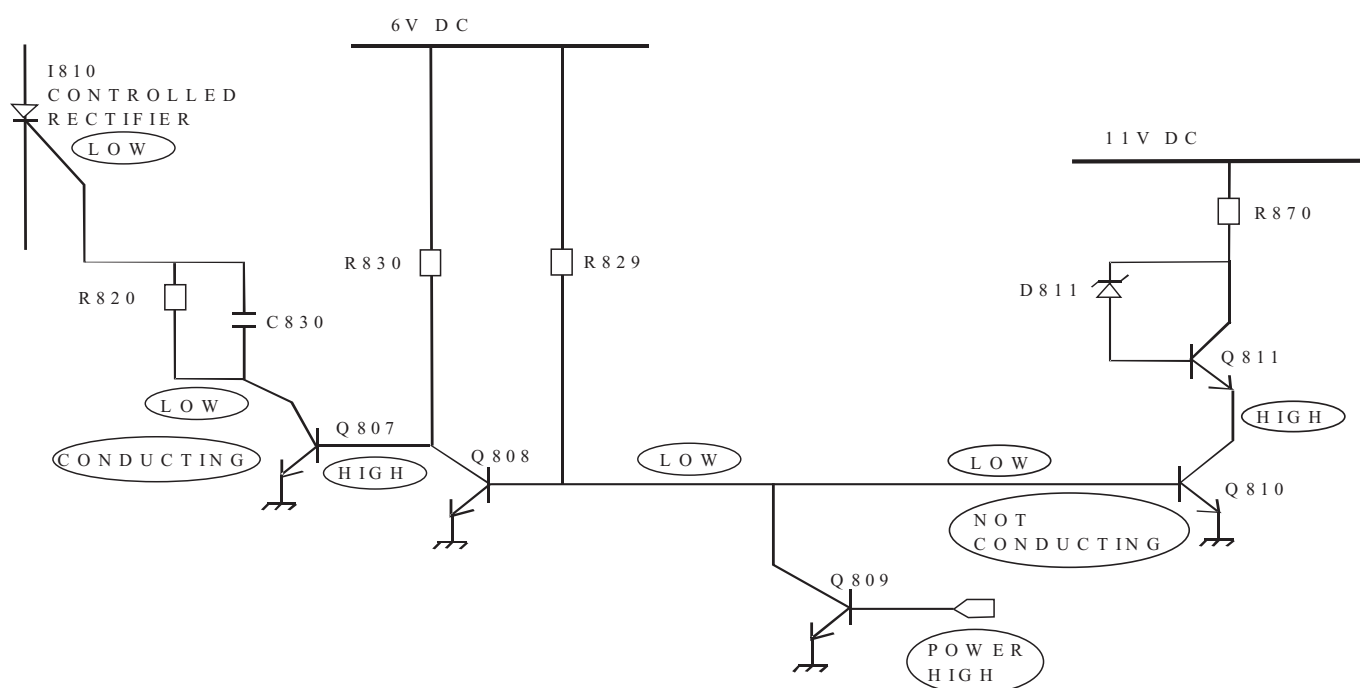 6V DC
I810
CONTROLLED
RECTIFIER
LOW
11V DC
R870
R830
R829
D811
R820
C830
Q811
LOW
HIGH
Q807
CONDUCTING
HIGH
Q808
LOW
LOW
Q810
NOT
CONDUCTING
Q809
POWER
HIGH